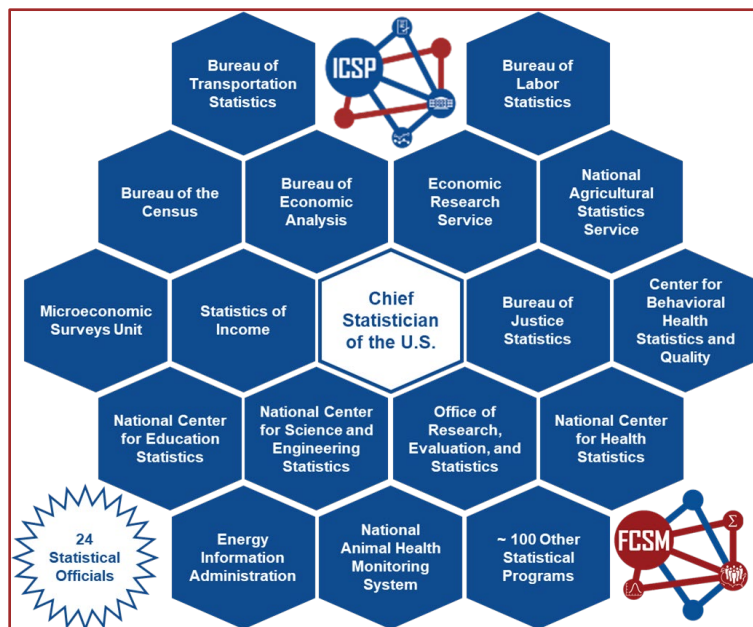 Bureau of
Transportation
Statistics
ICSP
Bureau of
Labor
Statistics
Bureau of the
Census
Bureau of
Economic
Analysis
Economic
Research
Service
National
Agricultural
Statistics
Service
Microeconomic
Surveys Unit
Statistics of
Income
Chief
Statistician
of the U.S.
Bureau of
Justice
Statistics
Center for
Behavioral
Health
Statistics and
Quality
National Center
for Education
Statistics
National Center
for Science and
Engineering
Statistics
Office of
Research,
Evaluation, and
Statistics
National Center
for Health
Statistics
24
Statistical
Officials
Energy
Information
Administration
National
Animal Health
Monitoring
System
~ 100 Other
Statistical
Programs
FCSM
Σ